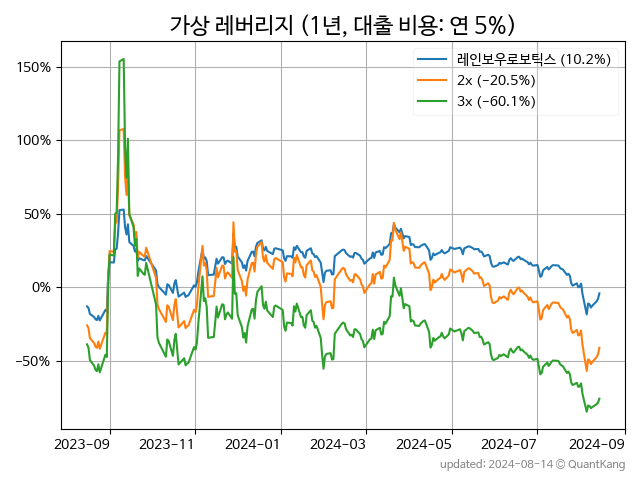 가상 레버리지 (1년, 대출 비용: 연 5%)
레인보우로보틱스 (10.2%)
2x (−20.5%)
3x (−60.1%)
150%
100%
50%
0%
−50%
2023-09 2023-11 2024-01 2024-03 2024-05 2024-07 2024-09
updated: 2024-08-14 © QuantKang